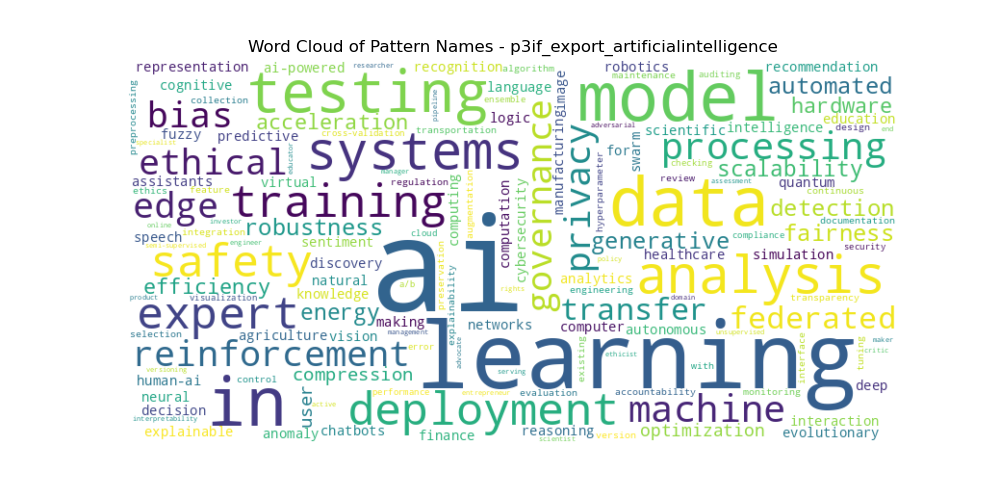 Word Cloud of Pattern Names - p3if_export_artificialintelligence
representation
ai-powered
researcher
recognition
algorithm
robotics
recommendation
preprocessing
cognitive
collection
testing
language
ensemble
maintenance
auditing
model
automated
bias
pipeline
hardware
fuzzy
predictive
acceleration
cross-validation
transportation
logic
manufacturing
image
adversarial
scientific
intelligence
education
design
end
specialist
ethical
educator
systems
governance
privacy
hyperparameter
for
swarm
processing
checking
scalability
assistants
ethics
feature
virtual
manager
regulation
review
assessment
quantum
continuous
edge
training
computing
augmentation
computation
cybersecurity
data
detection
documentation
online
integration
investor
robustness
cloud
speech
semi-supervised
engineer
sentiment
generative
policy
compliance
fairness
security
safety
discovery
ai
preservation
healthcare
simulation
natural
a/b
explainability
rights
analytics
engineering
domain
analysis
transparency
efficiency
knowledge
product
visualization
expert
energy
making
management
networks
transfer
computer
autonomous
federated
unsupervised
selection
agriculture
vision
learning
maker
critic
interface
tuning
versioning
reinforcement
error
advocate
serving
existing
ethicist
with
human-ai
control
compression
performance
entrepreneur
evaluation
accountability
monitoring
deep
neural
in
user
active
deployment
machine
decision
interpretability
interaction
explainable
anomaly
chatbots
finance
reasoning
scientist
version
optimization
evolutionary